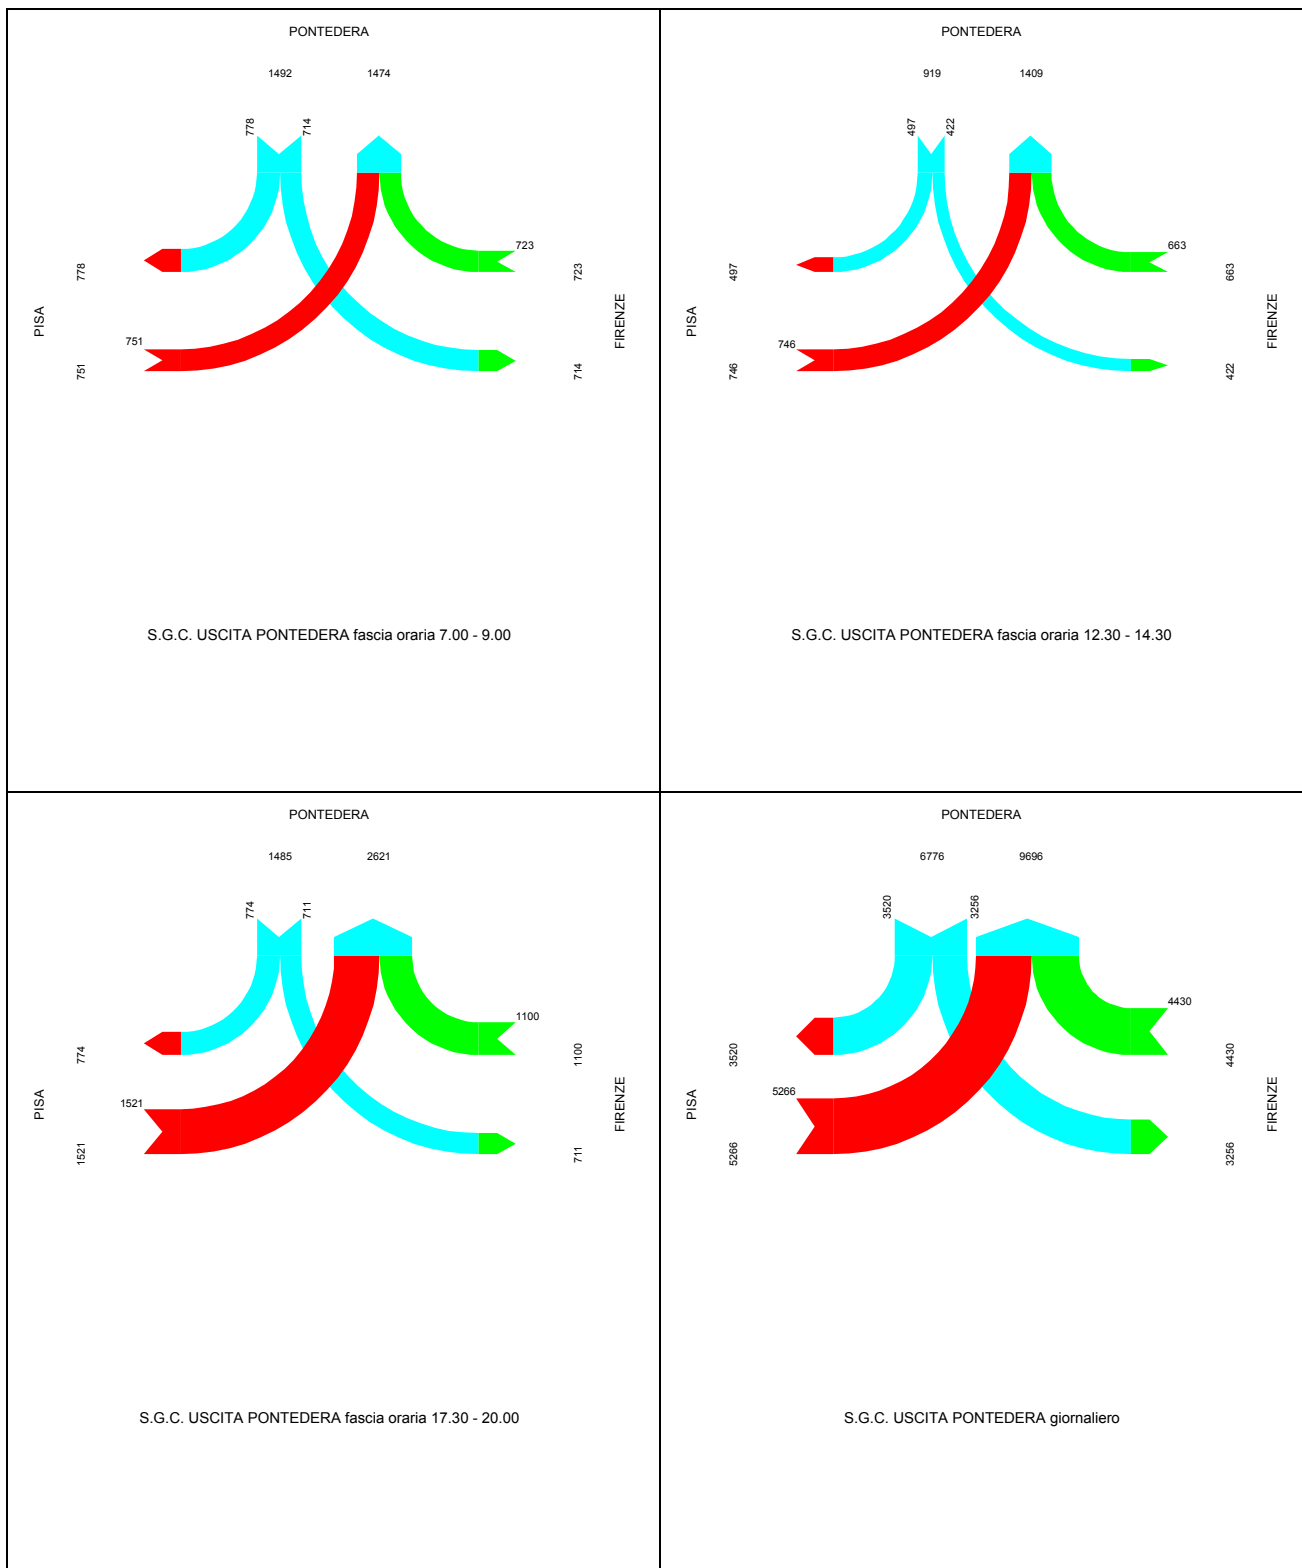 PONTEDERA
1492 1474
778 714
723
778 723
PISA FIRENZE
751
751 714
S.G.C. USCITA PONTEDERA fascia oraria 7.00 - 9.00
PONTEDERA
919 1409
497 422
663
497 663
PISA FIRENZE
746
746 422
S.G.C. USCITA PONTEDERA fascia oraria 12.30 - 14.30
PONTEDERA
1485 2621
774 711
1100
774 1100
PISA FIRENZE
1521
1521 711
S.G.C. USCITA PONTEDERA fascia oraria 17.30 - 20.00
PONTEDERA
6776 9696
3520 3256
4430
3520 4430
PISA FIRENZE
5266
5266 3256
S.G.C. USCITA PONTEDERA giornaliero